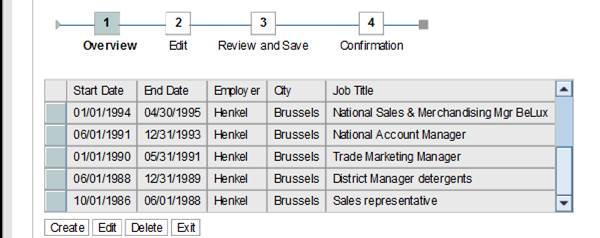 1 2 3 4
Overview Edit Review and Save Confirmation
Start Date End Date Employer City Job Title
01/01/1994 04/30/1995 Henkel Brussels National Sales & Merchandising Mgr BeLux
06/01/1991 12/31/1993 Henkel Brussels National Account Manager
01/01/1990 05/31/1991 Henkel Brussels Trade Marketing Manager
06/01/1988 12/31/1989 Henkel Brussels District Manager detergents
10/01/1986 06/01/1988 Henkel Brussels Sales representative
Create Edit Delete Exit